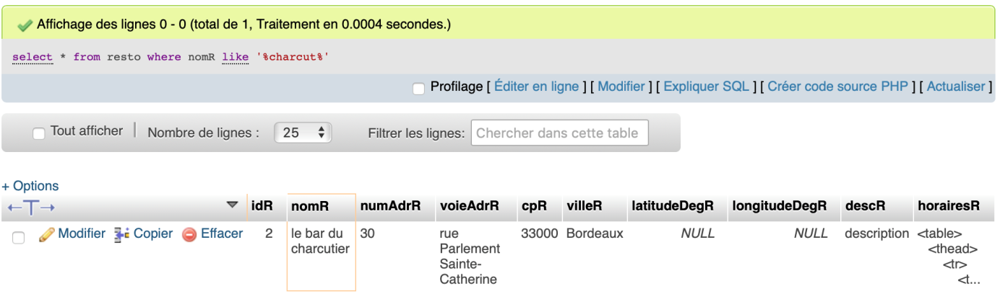 Affichage des lignes 0 - 0 (total de 1, Traitement en 0.0004 secondes.)
select * from resto where nomR like '%charcut%'
Profilage [ Éditer en ligne ] [ Modifier ] [ Expliquer SQL ] [ Créer code source PHP ] [ Actualiser ]
Tout afficher | Nombre de lignes : 25 Filtrer les lignes: Chercher dans cette table
+ Options
←T→ idR nomR numAdrR voieAdrR cpR villeR latitudeDegR longitudeDegR descR horairesR
Modifier Copier Effacer 2 le bar du 30 rue 33000 Bordeaux NULL NULL description <table>
charcutier Parlement <thead>
Sainte- <tr>
Catherine <t...